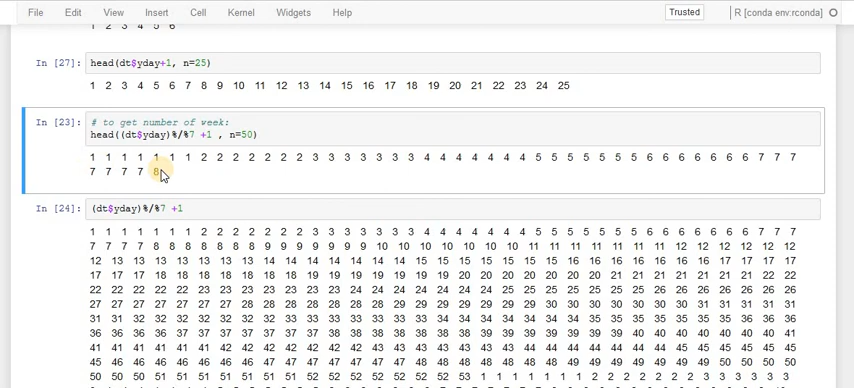 File Edit View Insert Cell Kernel Widgets Help Trusted R [conda env:rconda]
1 2 3 4 5 6
In [27]: head(dt$yday+1, n=25)
1 2 3 4 5 6 7 8 9 10 11 12 13 14 15 16 17 18 19 20 21 22 23 24 25
In [23]: # to get number of week:
head((dt$yday)%/%7 +1 , n=50)
1 1 1 1 1 1 1 2 2 2 2 2 2 2 3 3 3 3 3 3 3 4 4 4 4 4 4 4 5 5 5 5 5 5 5 6 6 6 6 6 6 6 7 7 7
7 7 7 7 8
In [24]: (dt$yday)%/%7 +1
1 1 1 1 1 1 1 2 2 2 2 2 2 2 3 3 3 3 3 3 3 4 4 4 4 4 4 4 5 5 5 5 5 5 5 6 6 6 6 6 6 6 7 7 7
7 7 7 7 8 8 8 8 8 8 8 9 9 9 9 9 9 9 10 10 10 10 10 10 10 11 11 11 11 11 11 11 12 12 12 12 12 12
12 13 13 13 13 13 13 13 14 14 14 14 14 14 14 15 15 15 15 15 15 15 16 16 16 16 16 16 16 17 17 17 17
17 17 17 18 18 18 18 18 18 18 19 19 19 19 19 19 19 20 20 20 20 20 20 20 21 21 21 21 21 21 21 22 22
22 22 22 22 22 23 23 23 23 23 23 23 24 24 24 24 24 24 24 25 25 25 25 25 25 25 26 26 26 26 26 26 26
27 27 27 27 27 27 27 28 28 28 28 28 28 28 29 29 29 29 29 29 29 30 30 30 30 30 30 30 31 31 31 31 31
31 31 32 32 32 32 32 32 32 33 33 33 33 33 33 33 34 34 34 34 34 34 34 35 35 35 35 35 35 35 36 36 36
36 36 36 36 37 37 37 37 37 37 37 38 38 38 38 38 38 38 39 39 39 39 39 39 39 40 40 40 40 40 40 40 41
41 41 41 41 41 41 42 42 42 42 42 42 42 43 43 43 43 43 43 43 44 44 44 44 44 44 44 45 45 45 45 45 45
45 46 46 46 46 46 46 46 47 47 47 47 47 47 47 48 48 48 48 48 48 48 49 49 49 49 49 49 49 50 50 50 50
50 50 50 51 51 51 51 51 51 51 52 52 52 52 52 52 52 53 1 1 1 1 1 1 1 2 2 2 2 2 2 2 3 3 3 3 3 3